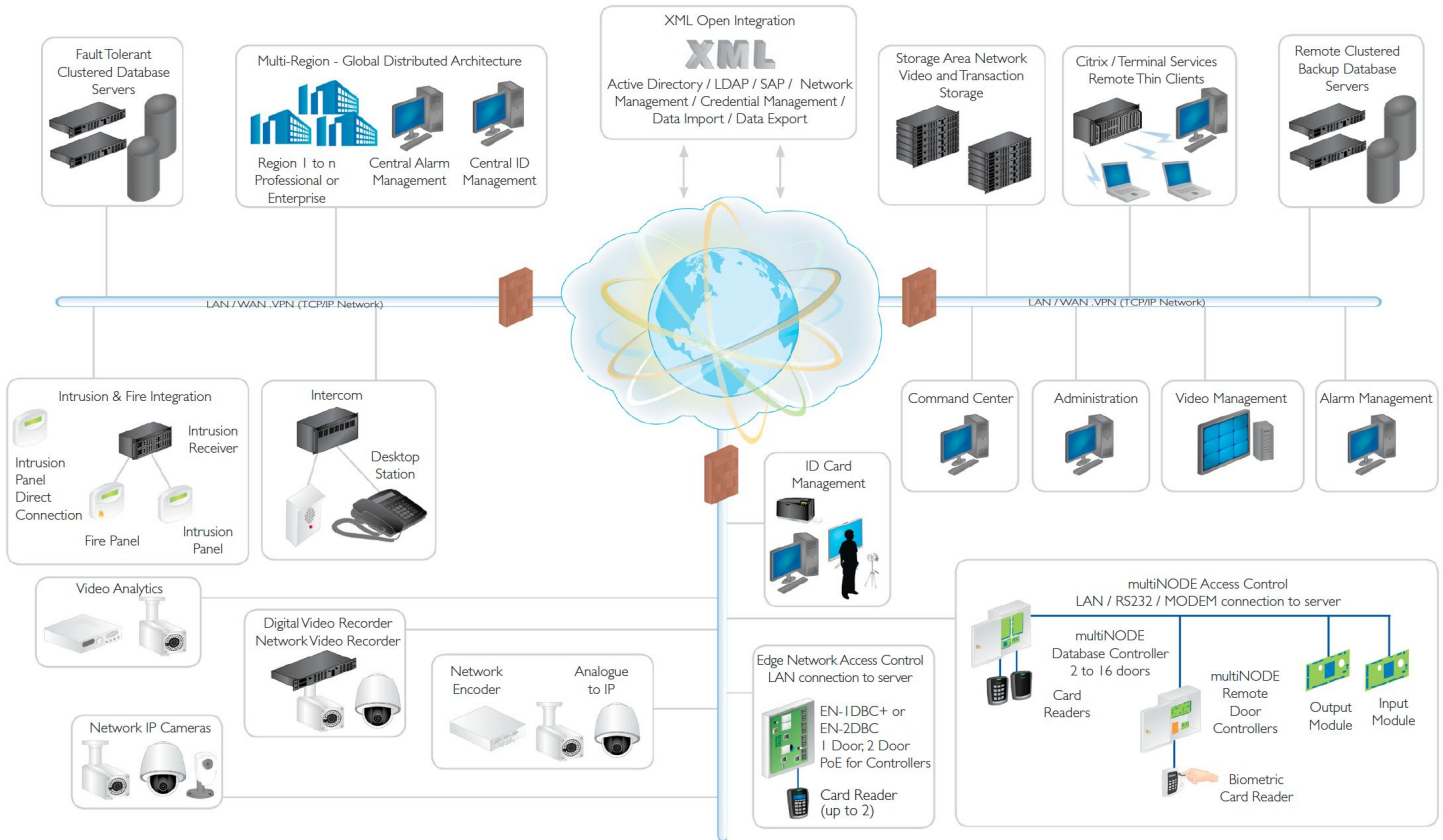 XML Open Integration
XML
Active Directory / LDAP / SAP / Network
Management / Credential Management /
Data Import / Data Export
Fault Tolerant
Clustered Database
Servers
Multi-Region - Global Distributed Architecture
Region 1 to n
Professional or
Enterprise
Central Alarm
Management
Central ID
Management
Storage Area Network
Video and Transaction
Storage
Citrix / Terminal Services
Remote Thin Clients
Remote Clustered
Backup Database
Servers
LAN / WAN .VPN (TCP/IP Network)
LAN / WAN .VPN (TCP/IP Network)
Intrusion & Fire Integration
Intrusion
Receiver
Intrusion
Panel
Direct
Connection
Fire Panel
Intrusion
Panel
Intercom
Desktop
Station
Command Center
Administration
Video Management
Alarm Management
ID Card
Management
Video Analytics
Digital Video Recorder
Network Video Recorder
Network
Encoder
Analogue
to IP
Network IP Cameras
Edge Network Access Control
LAN connection to server
EN-1DBC+ or
EN-2DBC
1 Door, 2 Door
PoE for Controllers
Card Reader
(up to 2)
multiNODE Access Control
LAN / RS232 / MODEM connection to server
multiNODE
Database Controller
2 to 16 doors
Card
Readers
multiNODE
Remote
Door
Controllers
Output
Module
Input
Module
Biometric
Card Reader